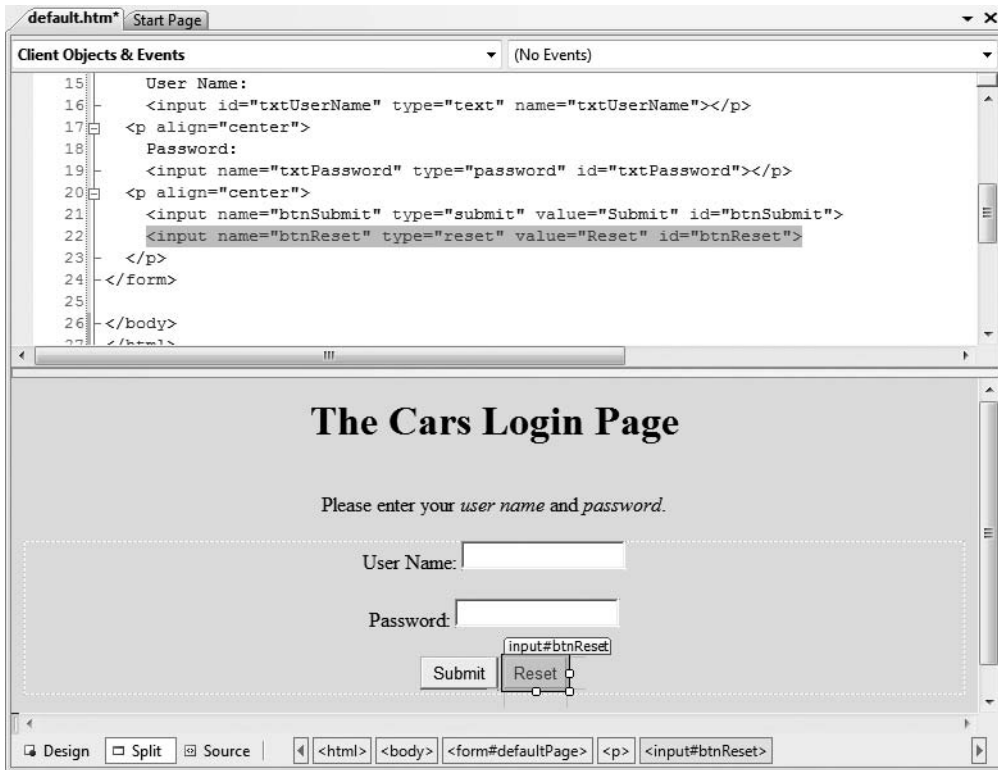 default.htm* Start Page
Client Objects & Events (No Events)
15 User Name:
16 <input id="txtUserName" type="text" name="txtUserName"></p>
17 <p align="center">
18 Password:
19 <input name="txtPassword" type="password" id="txtPassword"></p>
20 <p align="center">
21 <input name="btnSubmit" type="submit" value="Submit" id="btnSubmit">
22 <input name="btnReset" type="reset" value="Reset" id="btnReset">
23 </p>
24 </form>
25
26 </body>
27 </html>
The Cars Login Page
Please enter your user name and password.
User Name:
Password:
input#btnReset
Submit Reset
Design Split Source <html> <body> <form#defaultPage> <p> <input#btnReset>